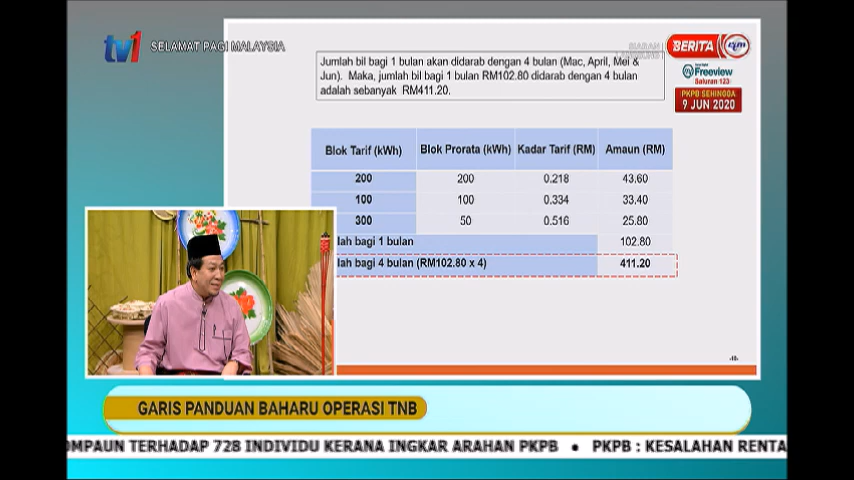 tv1
SELAMAT PAGI MALAYSIA
SIARAN
BERITA rtm
Freeview
Saluran 123
PKPB SEHINGGA
9 JUN 2020
Jumlah bil bagi 1 bulan akan didarab dengan 4 bulan (Mac, April, Mei &
Jun). Maka, jumlah bil bagi 1 bulan RM102.80 didarab dengan 4 bulan
adalah sebanyak RM411.20.
Blok Tarif (kWh) Blok Prorata (kWh) Kadar Tarif (RM) Amaun (RM)
200 200 0.218 43.60
100 100 0.334 33.40
300 50 0.516 25.80
lah bagi 1 bulan 102.80
lah bagi 4 bulan (RM102.80 x 4) 411.20
GARIS PANDUAN BAHARU OPERASI TNB
OMPAUN TERHADAP 728 INDIVIDU KERANA INGKAR ARAHAN PKPB • PKPB : KESALAHAN RENTA